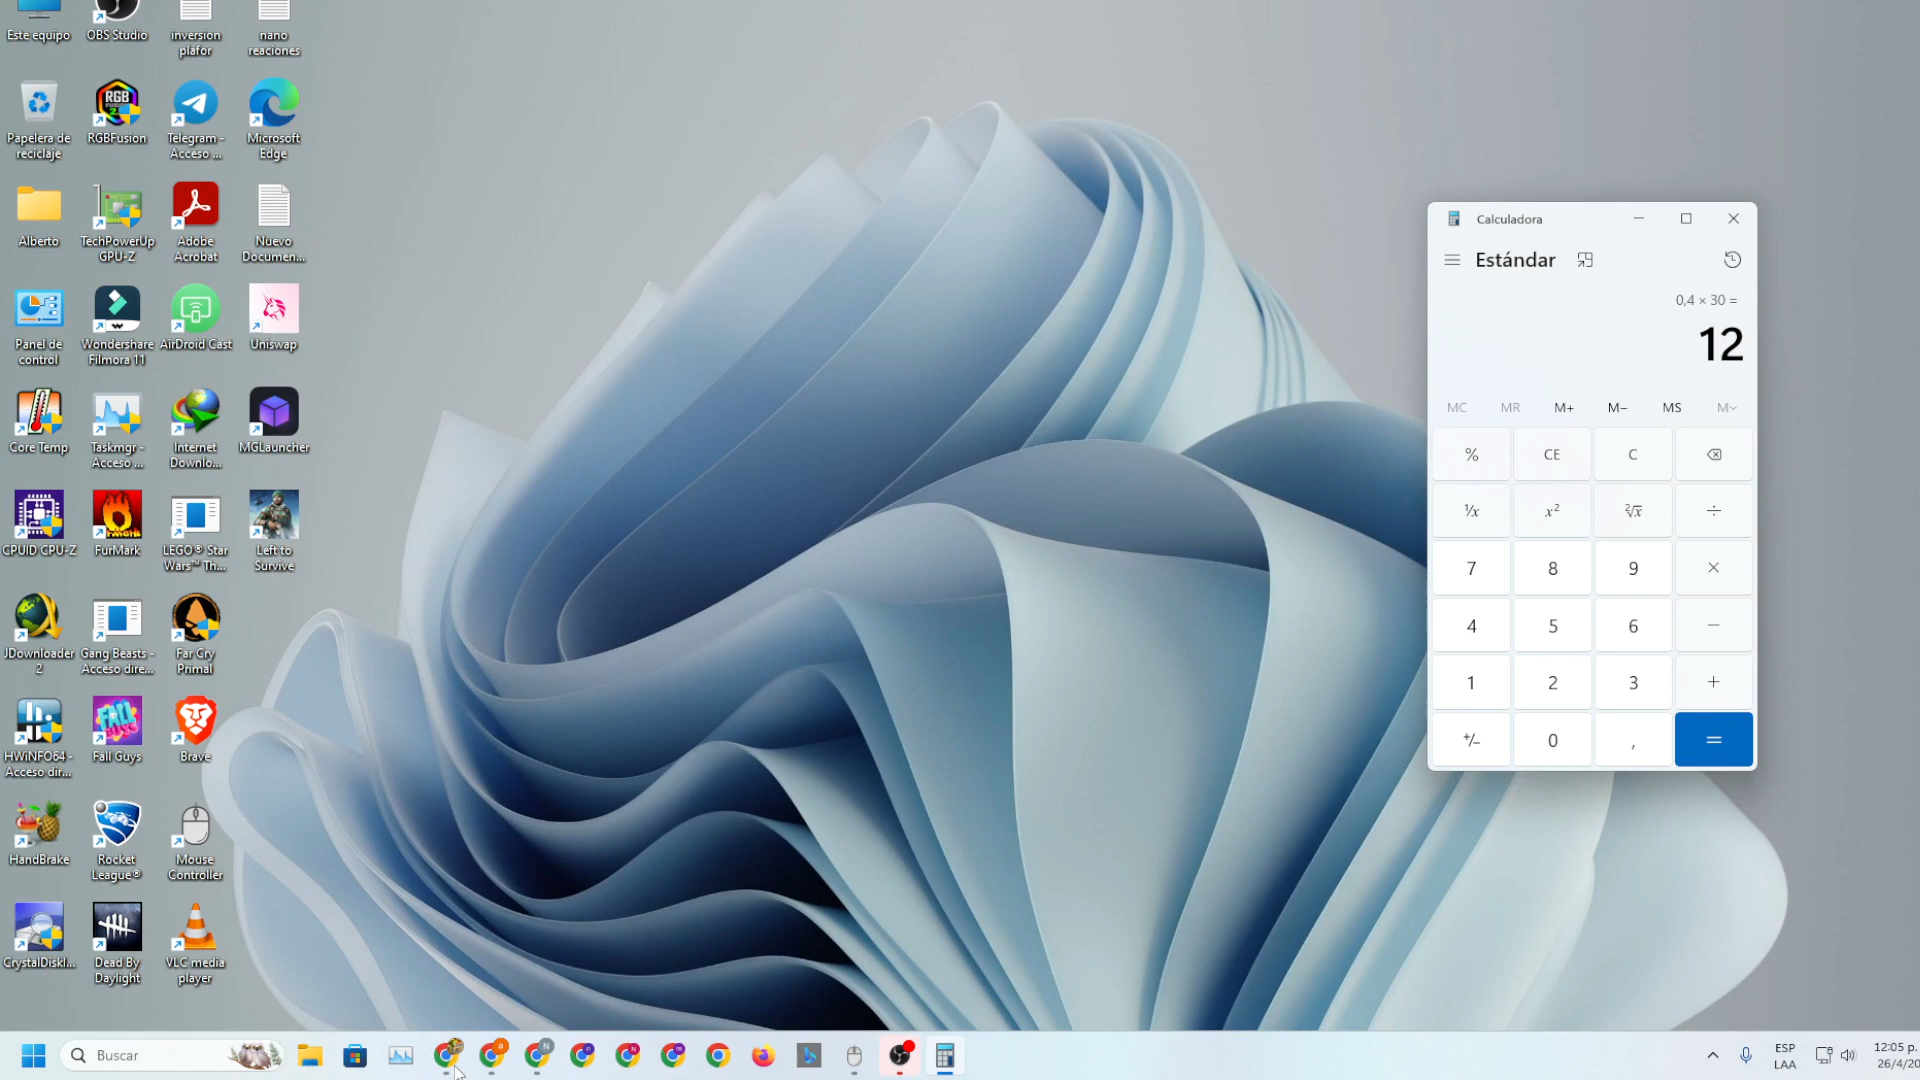 Este equipo
OBS Studio
inversion
plafor
nano
reaciones
Papelera de
reciclaje
RGB
RGBFusion
Telegram -
Acceso ...
Microsoft
Edge
Alberto
TechPowerUp
GPU-Z
Adobe
Acrobat
Nuevo
Documen...
Panel de
control
Wondershare
Filmora 11
AirDroid Cast
Uniswap
Core Temp
Taskmgr -
Acceso ...
Internet
Downlo...
MGLauncher
CPUID CPU-Z
FurMark
LEGO® Star
Wars™ Th...
Left to
Survive
JDownloader
2
Gang Beasts -
Acceso dire...
Far Cry
Primal
HWiNFO64 -
Acceso dir...
FALL
GUYS
Fall Guys
Brave
HandBrake
Rocket
League®
Mouse
Controller
CrystalDiskI...
Dead By
Daylight
VLC media
player
Calculadora
Estándar
0,4 × 30 =
12
MC MR M+ M− MS M
% CE C
¹/x x² ²√x ÷
7 8 9 ×
4 5 6 −
1 2 3 +
+/− 0 , =
Buscar
ESP
LAA
12:05 p.
26/4/20